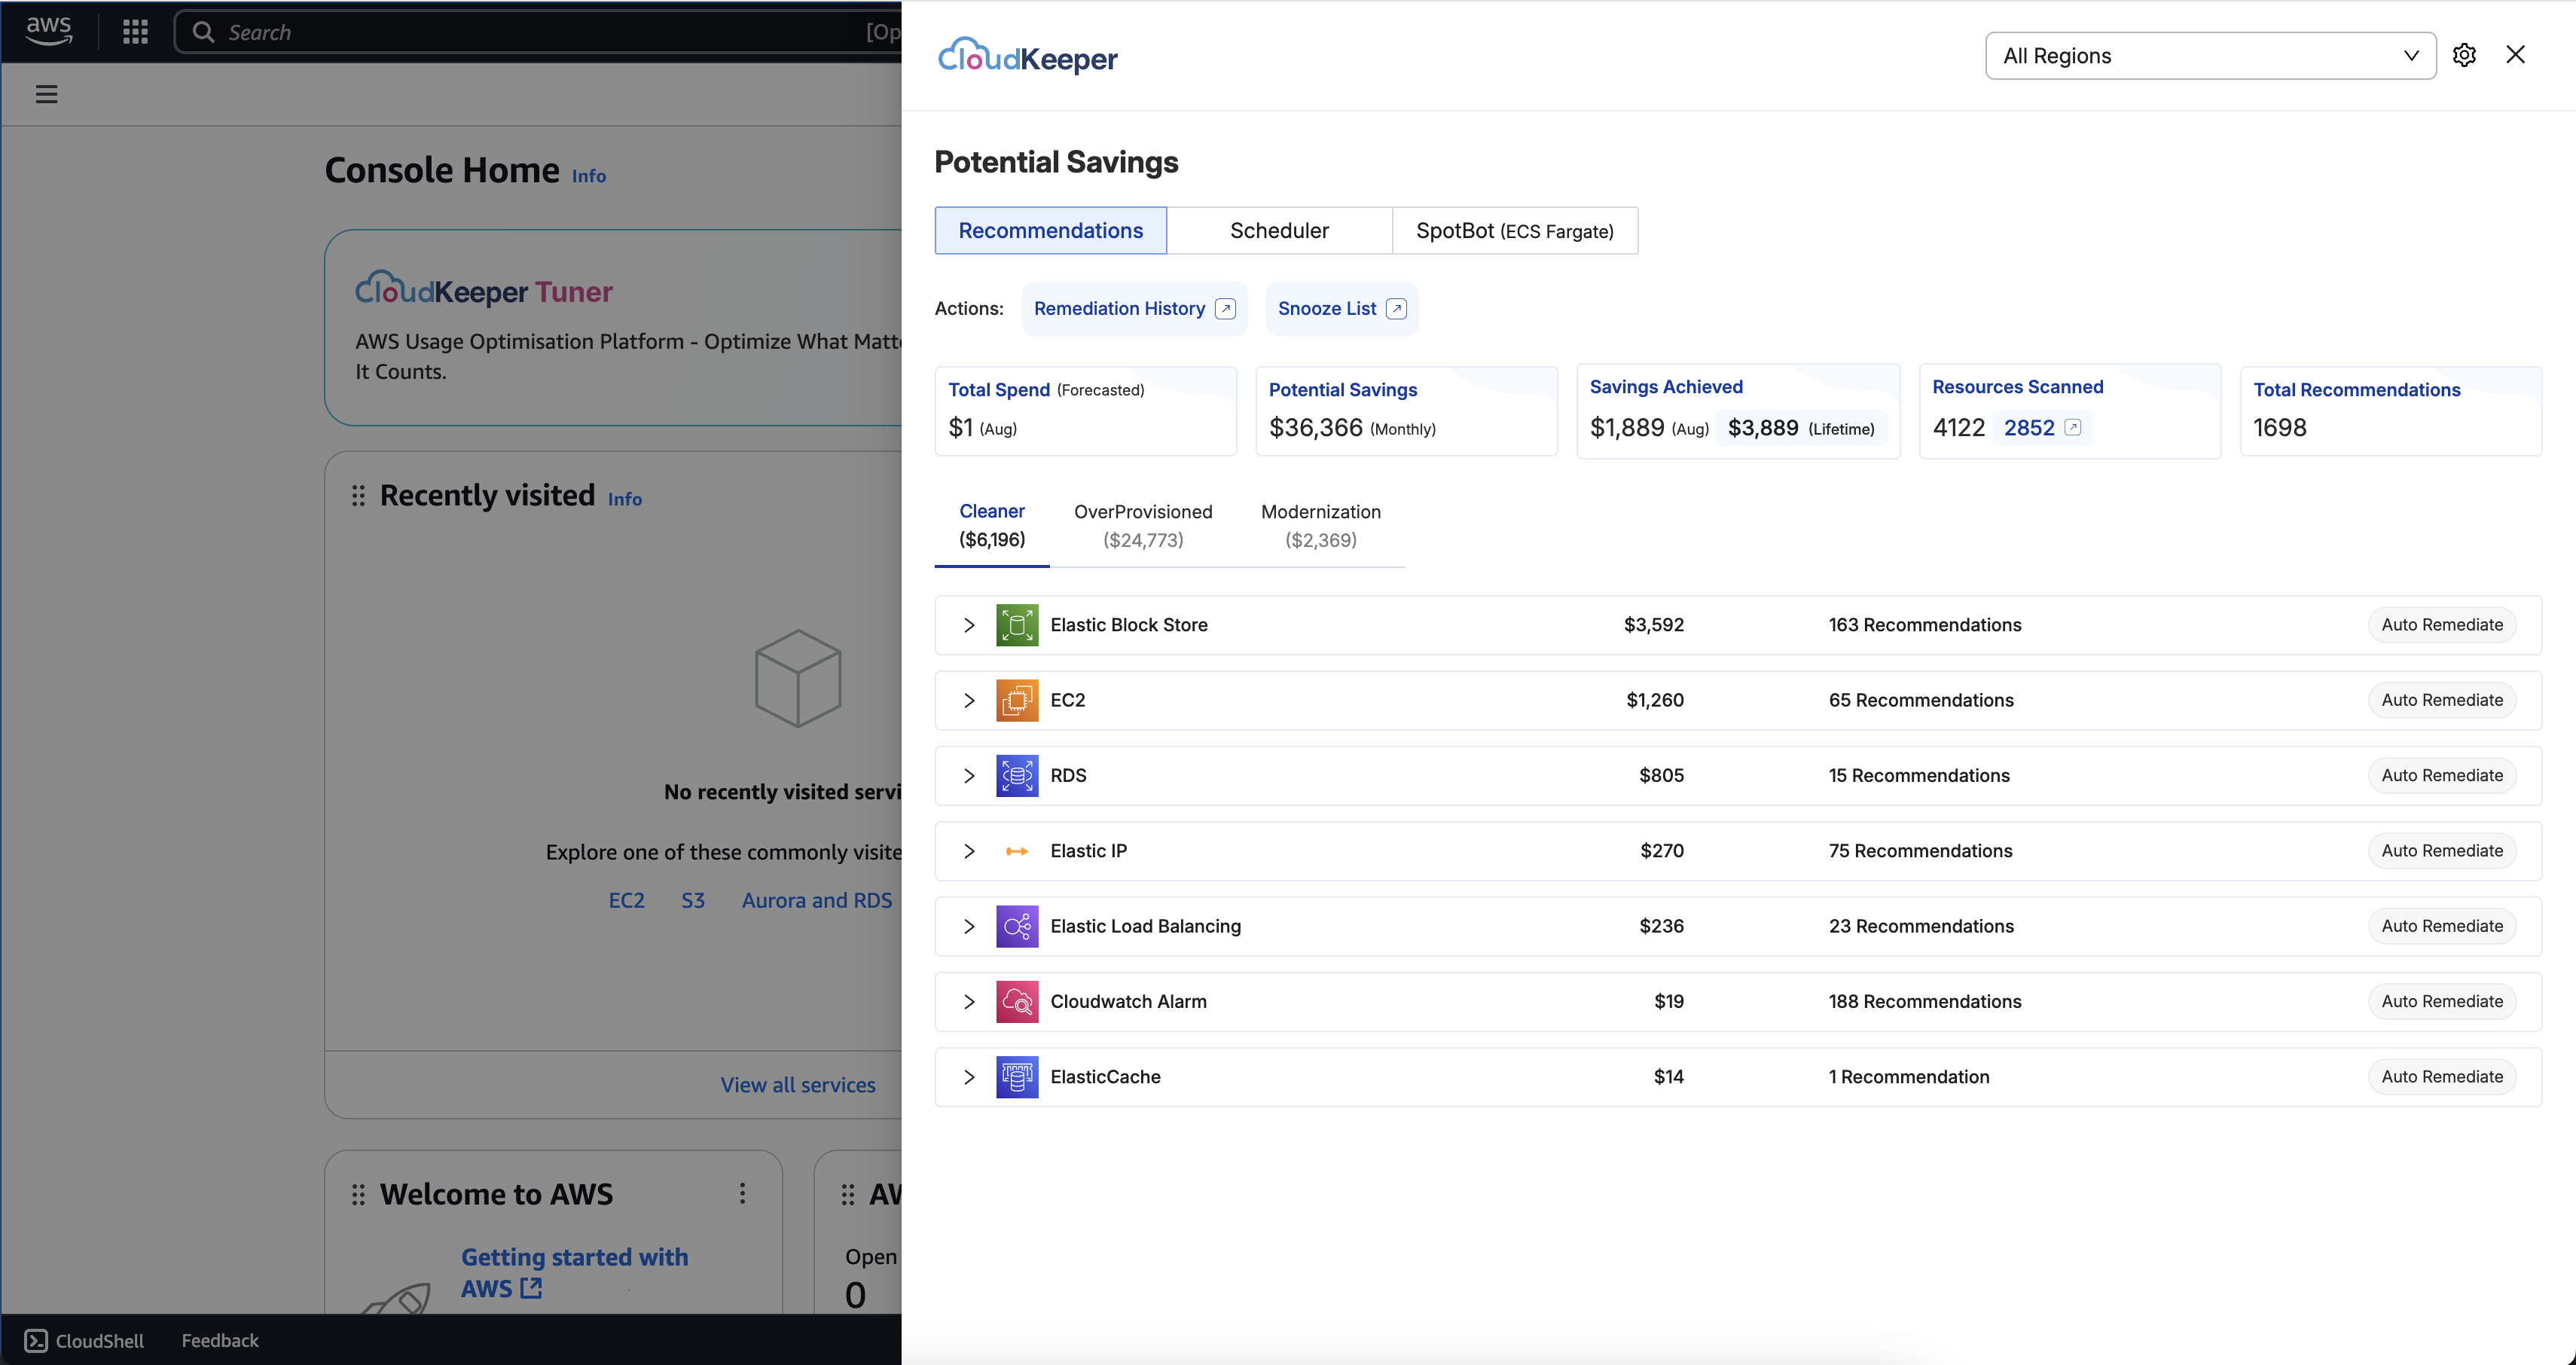 aws
Search
[Op
Console Home Info
CloudKeeper Tuner
AWS Usage Optimisation Platform - Optimize What Matt
It Counts.
Recently visited Info
No recently visited servi
Explore one of these commonly visite
EC2 S3 Aurora and RDS
View all services
Welcome to AWS
AW
Getting started with
AWS
Open
0
CloudShell Feedback
CloudKeeper
All Regions
Potential Savings
Recommendations Scheduler SpotBot (ECS Fargate)
Actions: Remediation History Snooze List
Total Spend (Forecasted)
$1 (Aug)
Potential Savings
$36,366 (Monthly)
Savings Achieved
$1,889 (Aug) $3,889 (Lifetime)
Resources Scanned
4122 2852
Total Recommendations
1698
Cleaner
($6,196)
OverProvisioned
($24,773)
Modernization
($2,369)
Elastic Block Store $3,592 163 Recommendations Auto Remediate
EC2 $1,260 65 Recommendations Auto Remediate
RDS $805 15 Recommendations Auto Remediate
Elastic IP $270 75 Recommendations Auto Remediate
Elastic Load Balancing $236 23 Recommendations Auto Remediate
Cloudwatch Alarm $19 188 Recommendations Auto Remediate
ElasticCache $14 1 Recommendation Auto Remediate